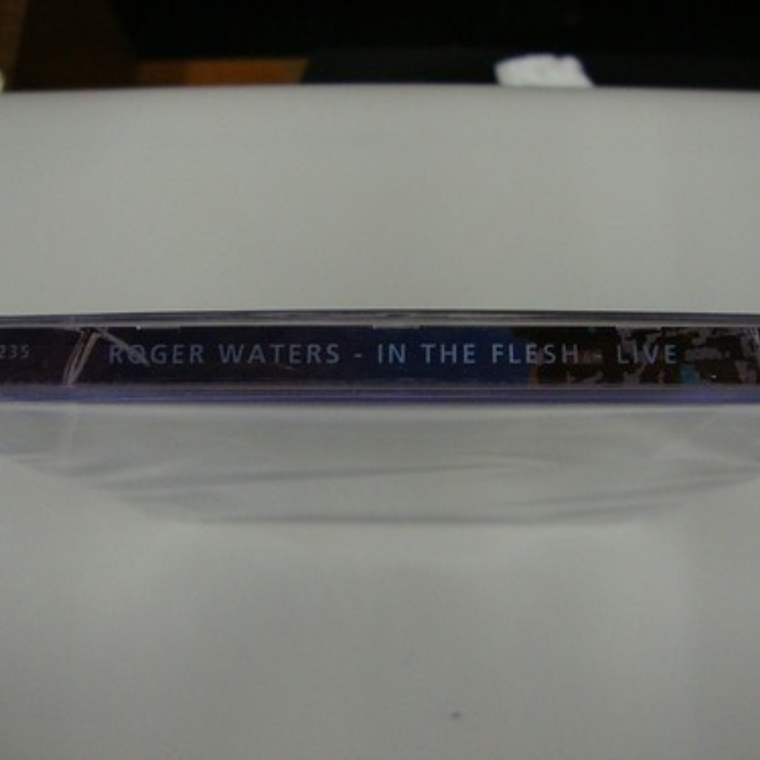 235 ROGER WATERS - IN THE FLESH - LIVE